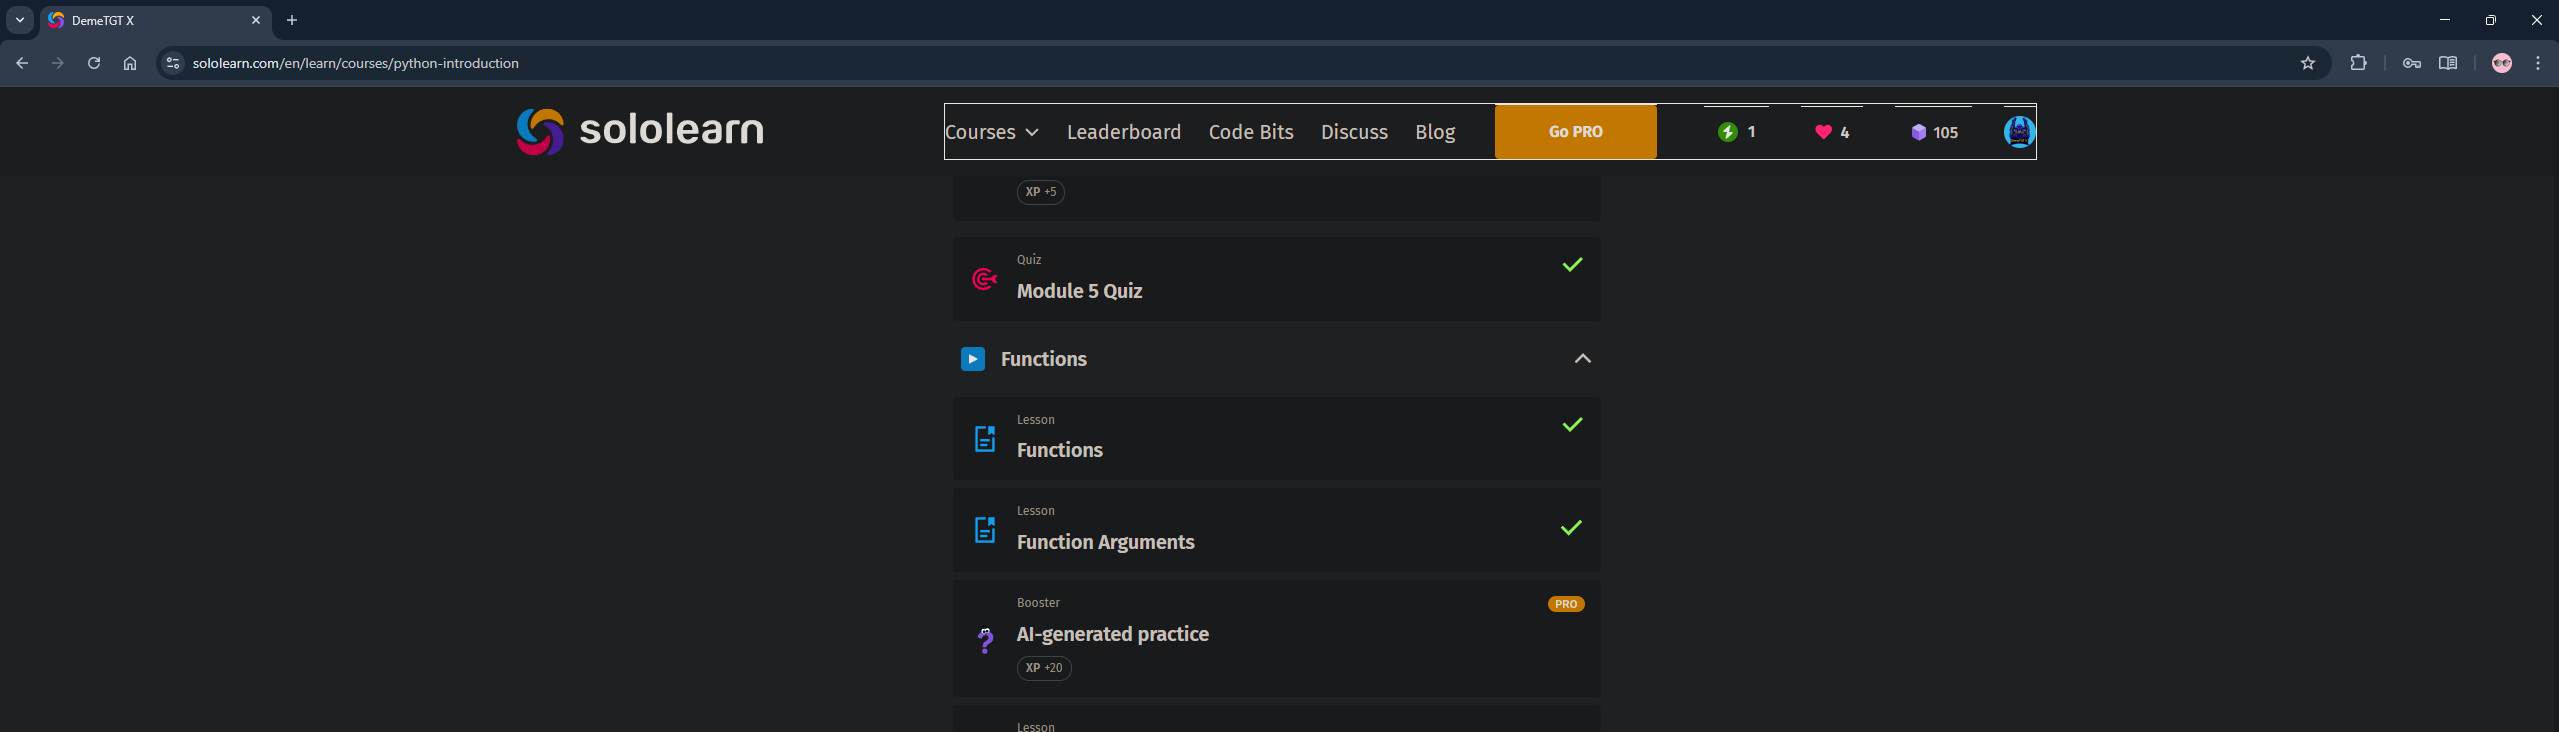 DemeTGT X
sololearn.com/en/learn/courses/python-introduction
sololearn
Courses Leaderboard Code Bits Discuss Blog Go PRO 1 4 105
XP +5
Quiz
Module 5 Quiz
Functions
Lesson
Functions
Lesson
Function Arguments
Booster
PRO
AI-generated practice
XP +20
Lesson